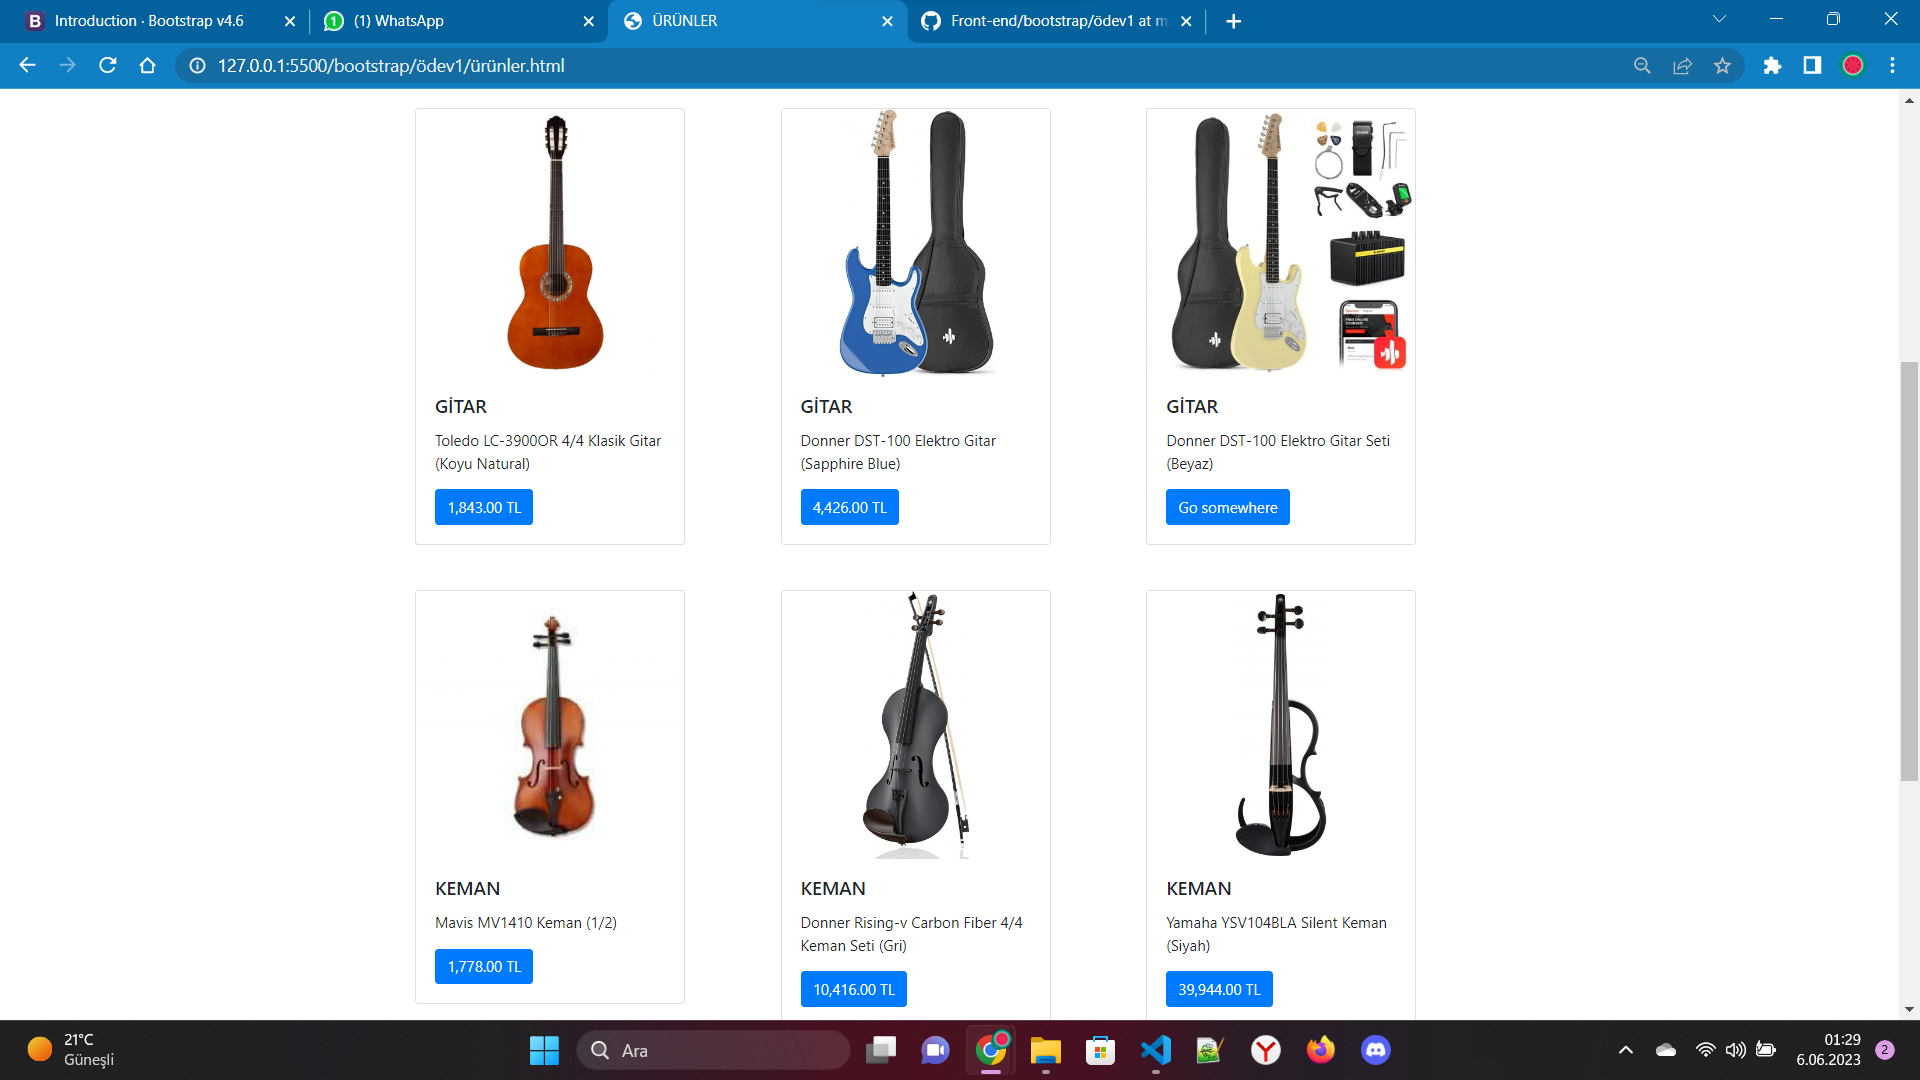 Introduction · Bootstrap v4.6
(1) WhatsApp
ÜRÜNLER
Front-end/bootstrap/ödev1 at m
127.0.0.1:5500/bootstrap/ödev1/ürünler.html
GİTAR
Toledo LC-3900OR 4/4 Klasik Gitar
(Koyu Natural)
1,843.00 TL
GİTAR
Donner DST-100 Elektro Gitar
(Sapphire Blue)
4,426.00 TL
FREE ONLINE
COURSES
GİTAR
Donner DST-100 Elektro Gitar Seti
(Beyaz)
Go somewhere
KEMAN
Mavis MV1410 Keman (1/2)
1,778.00 TL
KEMAN
Donner Rising-v Carbon Fiber 4/4
Keman Seti (Gri)
10,416.00 TL
KEMAN
Yamaha YSV104BLA Silent Keman
(Siyah)
39,944.00 TL
21°C
Güneşli
Ara
01:29
6.06.2023
2